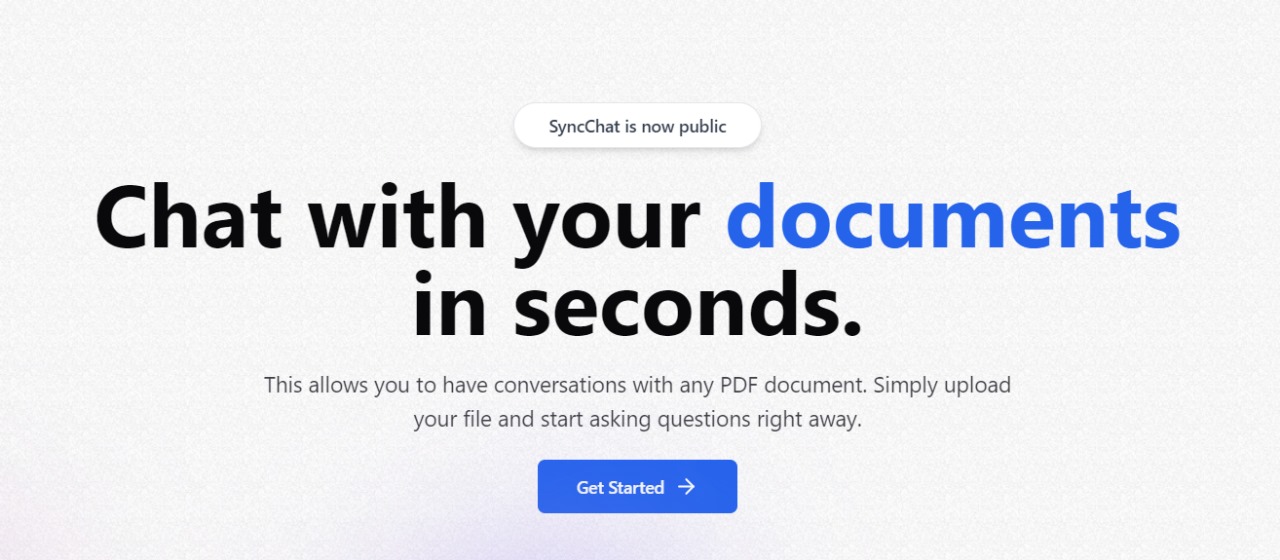 SyncChat is now public
Chat with your documents
in seconds.
This allows you to have conversations with any PDF document. Simply upload
your file and start asking questions right away.
Get Started